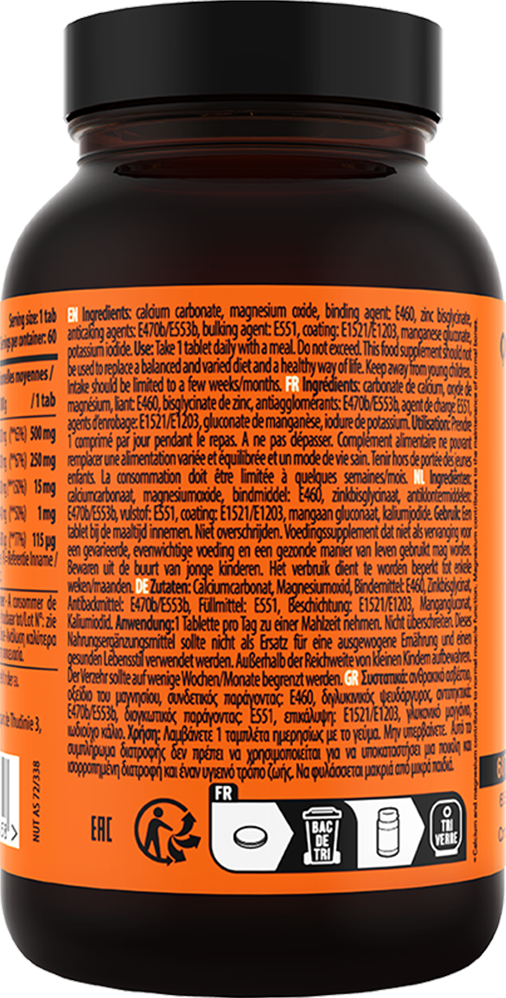 Serving size: 1 tab
per container: 60
moyennes /
/ 1 tab
500 mg
250 mg
15 mg
1 mg
115 µg
A consommer de
de Thudinie 3,
NUT AS 72/338
EN Ingredients: calcium carbonate, magnesium oxide, binding agent: E460, zinc bisglycinate,
anticaking agents: E470b/E553b, bulking agent: E551, coating: E1521/E1203, manganese gluconate,
potassium iodide. Use: Take 1 tablet daily with a meal. Do not exceed. This food supplement should not
be used to replace a balanced and varied diet and a healthy way of life. Keep away from young children.
Intake should be limited to a few weeks/months. FR Ingrédients: carbonate de calcium, oxyde de
magnésium, liant: E460, bisglycinate de zinc, antiagglomérants: E470b/E553b, agent de charge: E551,
agents d'enrobage: E1521/E1203, gluconate de manganèse, iodure de potassium. Utilisation: Prendre
1 comprimé par jour pendant le repas. A ne pas dépasser. Complément alimentaire ne pouvant
remplacer une alimentation variée et équilibrée et un mode de vie sain. Tenir hors de portée des jeunes
enfants. La consommation doit être limitée à quelques semaines/mois. NL Ingredienten:
calciumcarbonaat, magnesiumoxide, bindmiddel: E460, zinkbisglycinaat, antiklontermiddelen:
E470b/E553b, vulstof: E551, coating: E1521/E1203, mangaan gluconaat, kaliumjodide. Gebruik: Een
tablet bij de maaltijd innemen. Niet overschrijden. Voedingssupplement dat niet als vervanging voor
een gevarieerde, evenwichtige voeding en een gezonde manier van leven gebruikt mag worden.
Bewaren uit de buurt van jonge kinderen. Het verbruik dient te worden beperkt tot enkele
weken/maanden. DE Zutaten: Calciumcarbonat, Magnesiumoxid, Bindemittel: E460, Zinkbisglycinat,
Antibackmittel: E470b/E553b, Füllmittel: E551, Beschichtung: E1521/E1203, Mangangluconat,
Kaliumiodid. Anwendung: 1 Tablette pro Tag zu einer Mahlzeit nehmen. Nicht überschreiten. Dieses
Nahrungsergänzungsmittel sollte nicht als Ersatz für eine ausgewogene Ernährung und einen
gesunden Lebensstil verwendet werden. Außerhalb der Reichweite von kleinen Kindern aufbewahren.
Der Verzehr sollte auf wenige Wochen/Monate begrenzt werden. GR Συστατικά: ανθρακικό ασβέστιο,
οξείδιο του μαγνησίου, συνδετικός παράγοντας: E460, διγλυκινικός ψευδάργυρος, αντιπηκτικά:
E470b/E553b, διογκωτικός παράγοντας: E551, επικάλυψη: E1521/E1203, γλυκονικό μαγγάνιο,
ιωδιούχο κάλιο. Χρήση: Λαμβάνετε 1 ταμπλέτα ημερησίως με το γεύμα. Μην υπερβαίνετε. Αυτό το
συμπλήρωμα διατροφής δεν πρέπει να χρησιμοποιείται για να υποκαταστήσει μια ποικίλη και
ισορροπημένη διατροφή και έναν υγιεινό τρόπο ζωής. Να φυλάσσεται μακριά από μικρά παιδιά.
EAC
FR
BAC
DE
TRI
TRI
VERRE